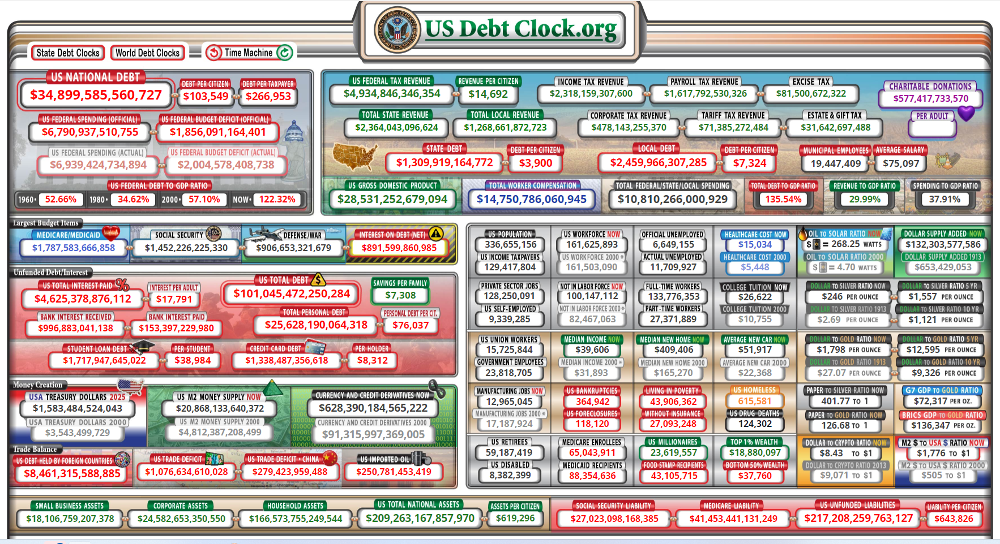 US Debt Clock.org
State Debt Clocks
World Debt Clocks
Time Machine
US NATIONAL DEBT
$34,899,585,560,727
DEBT PER CITIZEN
$103,549
DEBT PER TAXPAYER
$266,953
US FEDERAL SPENDING (OFFICIAL)
$6,790,937,510,755
US FEDERAL BUDGET DEFICIT (OFFICIAL)
$1,856,091,164,401
US FEDERAL SPENDING (ACTUAL)
$6,939,424,734,894
US FEDERAL BUDGET DEFICIT (ACTUAL)
$2,004,578,408,738
US FEDERAL DEBT TO GDP RATIO
1960• 52.66% 1980• 34.62% 2000• 57.10% NOW• 122.32%
US FEDERAL TAX REVENUE
$4,934,846,346,354
REVENUE PER CITIZEN
$14,692
INCOME TAX REVENUE
$2,318,159,307,600
PAYROLL TAX REVENUE
$1,617,792,530,326
EXCISE TAX
$81,500,672,322
CHARITABLE DONATIONS
$577,417,733,570
PER ADULT
TOTAL STATE REVENUE
$2,364,043,096,624
TOTAL LOCAL REVENUE
$1,268,661,872,723
CORPORATE TAX REVENUE
$478,143,255,370
TARIFF TAX REVENUE
$71,385,272,484
ESTATE & GIFT TAX
$31,642,697,488
STATE DEBT
$1,309,919,164,772
DEBT PER CITIZEN
$3,900
LOCAL DEBT
$2,459,966,307,285
DEBT PER CITIZEN
$7,324
MUNICIPAL EMPLOYEES
19,447,409
AVERAGE SALARY
$75,097
US GROSS DOMESTIC PRODUCT
$28,531,252,679,094
TOTAL WORKER COMPENSATION
$14,750,786,060,945
TOTAL FEDERAL/STATE/LOCAL SPENDING
$10,810,266,000,929
TOTAL DEBT TO GDP RATIO
135.54%
REVENUE TO GDP RATIO
29.99%
SPENDING TO GDP RATIO
37.91%
Largest Budget Items
MEDICARE/MEDICAID
$1,787,583,666,858
SOCIAL SECURITY
$1,452,226,225,330
DEFENSE/WAR
$906,653,321,679
INTEREST ON DEBT (NET)
$891,599,860,985
Unfunded Debt/Interest
US TOTAL INTEREST PAID
$4,625,378,876,112
INTEREST PER ADULT
$17,791
US TOTAL DEBT
$101,045,472,250,284
SAVINGS PER FAMILY
$7,308
BANK INTEREST RECEIVED
$996,883,041,138
BANK INTEREST PAID
$153,397,229,980
TOTAL PERSONAL DEBT
$25,628,190,064,318
PERSONAL DEBT PER CIT.
$76,037
STUDENT LOAN DEBT
$1,717,947,645,022
PER STUDENT
$38,984
CREDIT CARD DEBT
$1,338,487,356,618
PER HOLDER
$8,312
Money Creation
USA TREASURY DOLLARS 2025
$1,583,484,524,043
USA TREASURY DOLLARS 2000
$3,543,499,729
US M2 MONEY SUPPLY NOW
$20,868,133,640,372
US M2 MONEY SUPPLY 2000
$4,812,387,208,499
CURRENCY AND CREDIT DERIVATIVES NOW
$628,390,184,565,222
CURRENCY AND CREDIT DERIVATIVES 2000
$91,315,997,369,005
Trade Balance
US DEBT HELD BY FOREIGN COUNTRIES
$8,461,315,588,885
US TRADE DEFICIT
$1,076,634,610,028
US TRADE DEFICIT • CHINA
$279,423,959,488
US IMPORTED OIL
$250,781,453,419
US POPULATION
336,655,156
US INCOME TAXPAYERS
129,417,804
US WORKFORCE NOW
161,625,893
US WORKFORCE 2000 *
161,503,090
OFFICIAL UNEMPLOYED
6,649,155
ACTUAL UNEMPLOYED
11,709,927
HEALTHCARE COST NOW
$15,034
HEALTHCARE COST 2000
$5,448
OIL TO SOLAR RATIO NOW
$ = 268.25 WATTS
OIL TO SOLAR RATIO 2000
$ = 4.70 WATTS
DOLLAR SUPPLY ADDED NOW
$132,303,577,586
DOLLAR SUPPLY ADDED 1913
$653,429,053
PRIVATE SECTOR JOBS
128,250,091
US SELF-EMPLOYED
9,339,285
NOT IN LABOR FORCE NOW
100,147,112
NOT IN LABOR FORCE 2000 *
82,467,063
FULL-TIME WORKERS
133,776,353
PART-TIME WORKERS
27,371,889
COLLEGE TUITION NOW
$26,622
COLLEGE TUITION 2000
$10,755
DOLLAR TO SILVER RATIO NOW
$246 PER OUNCE
DOLLAR TO SILVER RATIO 1913
$2.69 PER OUNCE
DOLLAR TO SILVER RATIO 5 YR
$1,557 PER OUNCE
DOLLAR TO SILVER RATIO 10 YR
$1,121 PER OUNCE
US UNION WORKERS
15,725,844
GOVERNMENT EMPLOYEES
23,818,705
MEDIAN INCOME NOW
$39,606
MEDIAN INCOME 2000 *
$31,893
MEDIAN NEW HOME NOW
$409,406
MEDIAN NEW HOME 2000
$165,270
AVERAGE NEW CAR NOW
$51,917
AVERAGE NEW CAR 2000
$22,368
DOLLAR TO GOLD RATIO NOW
$1,798 PER OUNCE
DOLLAR TO GOLD RATIO 1913
$27.07 PER OUNCE
DOLLAR TO GOLD RATIO 5 YR
$12,595 PER OUNCE
DOLLAR TO GOLD RATIO 10 YR
$9,326 PER OUNCE
MANUFACTURING JOBS NOW
12,965,045
MANUFACTURING JOBS 2000 *
17,187,924
US BANKRUPTCIES
364,942
US FORECLOSURES
118,120
LIVING IN POVERTY
43,906,362
WITHOUT INSURANCE
27,093,248
US HOMELESS
615,581
US DRUG DEATHS
124,302
PAPER TO SILVER RATIO NOW
401.77 TO 1
PAPER TO GOLD RATIO NOW
126.68 TO 1
G7 GDP TO GOLD RATIO
$72,317 PER OZ.
BRICS GDP TO GOLD RATIO
$136,347 PER OZ.
US RETIREES
59,187,419
US DISABLED
8,382,399
MEDICARE ENROLLEES
65,043,911
MEDICAID RECIPIENTS
88,354,636
US MILLIONAIRES
23,619,557
FOOD STAMP RECIPIENTS
43,105,715
TOP 1% WEALTH
$18,880,097
BOTTOM 50% WEALTH
$37,760
DOLLAR TO CRYPTO RATIO NOW
$8.43 TO $1
DOLLAR TO CRYPTO RATIO 2013
$9,071 TO $1
M2 $ TO USA $ RATIO NOW
$1,776 TO $1
M2 $ TO USA $ RATIO 2000
$505 TO $1
SMALL BUSINESS ASSETS
$18,106,759,207,378
CORPORATE ASSETS
$24,582,653,350,550
HOUSEHOLD ASSETS
$166,573,755,249,544
US TOTAL NATIONAL ASSETS
$209,263,167,857,970
ASSETS PER CITIZEN
$619,296
SOCIAL SECURITY LIABILITY
$27,023,098,168,385
MEDICARE LIABILITY
$41,453,441,131,249
US UNFUNDED LIABILITIES
$217,208,259,763,127
LIABILITY PER CITIZEN
$643,826